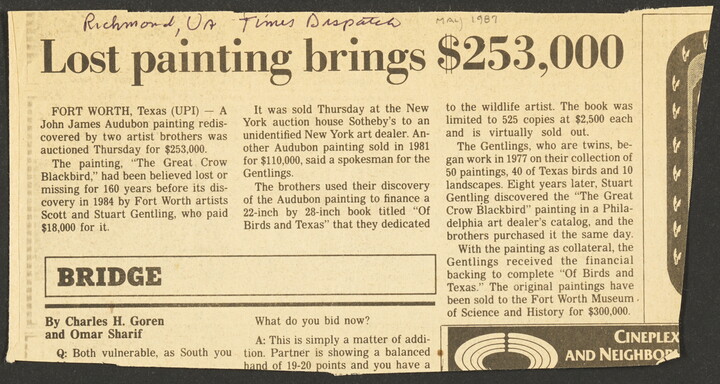 Richmond, Va Times Dispatch
MAY 1987
Lost painting brings $253,000
FORT WORTH, Texas (UPI) — A
John James Audubon painting redis-
covered by two artist brothers was
auctioned Thursday for $253,000.
The painting, "The Great Crow
Blackbird," had been believed lost or
missing for 160 years before its dis-
covery in 1984 by Fort Worth artists
Scott and Stuart Gentling, who paid
$18,000 for it.
It was sold Thursday at the New
York auction house Sotheby's to an
unidentified New York art dealer. An-
other Audubon painting sold in 1981
for $110,000, said a spokesman for the
Gentlings.
The brothers used their discovery
of the Audubon painting to finance a
22-inch by 28-inch book titled "Of
Birds and Texas" that they dedicated
to the wildlife artist. The book was
limited to 525 copies at $2,500 each
and is virtually sold out.
The Gentlings, who are twins, be-
gan work in 1977 on their collection of
50 paintings, 40 of Texas birds and 10
landscapes. Eight years later, Stuart
Gentling discovered the "The Great
Crow Blackbird" painting in a Phila-
delphia art dealer's catalog, and the
brothers purchased it the same day.
With the painting as collateral, the
Gentlings received the financial
backing to complete "Of Birds and
Texas." The original paintings have
been sold to the Fort Worth Museum
of Science and History for $300,000.
BRIDGE
By Charles H. Goren
and Omar Sharif
Q: Both vulnerable, as South you
What do you bid now?
A: This is simply a matter of addi-
tion. Partner is showing a balanced
hand of 19-20 points and you have a
CINEPLEX
AND NEIGHBOR